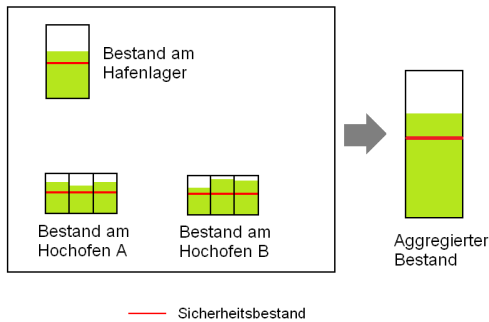 Bestand am
Hafenlager
Bestand am
Hochofen A
Bestand am
Hochofen B
Aggregierter
Bestand
Sicherheitsbestand